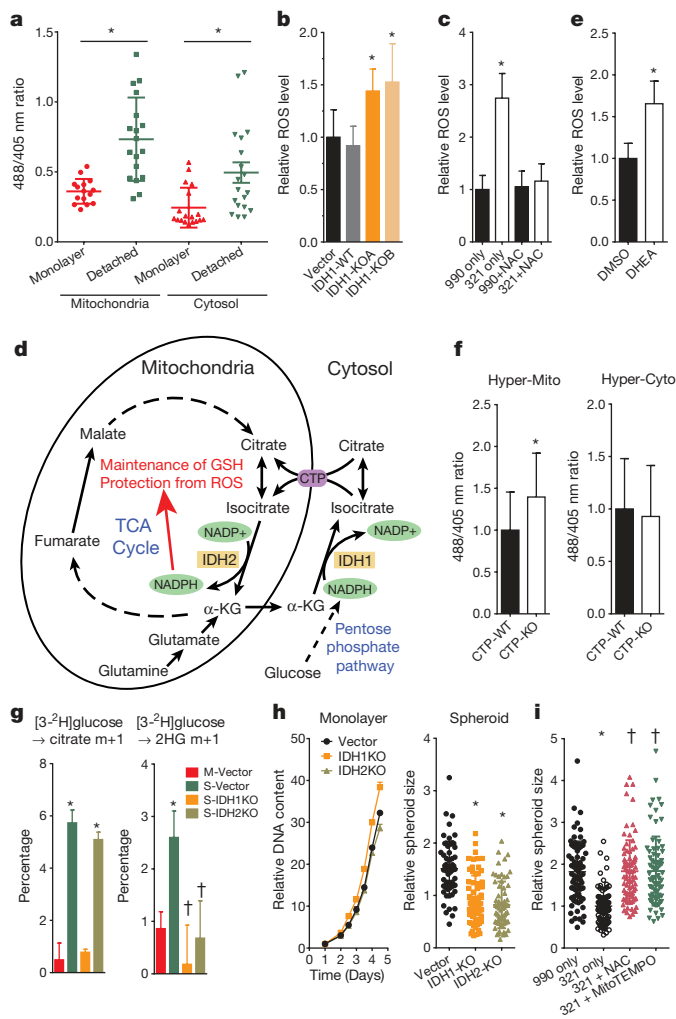 a
488/405 nm ratio
1.5
1.0
0.5
0.0
*
*
Monolayer
Detached
Monolayer
Detached
Mitochondria
Cytosol
b
Relative ROS level
2.0
1.5
1.0
0.5
0.0
*
*
Vector
IDH1-WT
IDH1-KOA
IDH1-KOB
c
Relative ROS level
4
3
2
1
0
*
990 only
321 only
990+NAC
321+NAC
e
Relative ROS level
2.5
2.0
1.5
1.0
0.5
0
*
DMSO
DHEA
d
Mitochondria
Cytosol
Malate
Citrate
Citrate
Maintenance of GSH
Protection from ROS
CTP
Isocitrate
Isocitrate
TCA
Cycle
NADP+
NADP+
Fumarate
IDH2
IDH1
NADPH
NADPH
α-KG
α-KG
Glutamate
Glutamine
Pentose
phosphate
pathway
Glucose
f
Hyper-Mito
488/405 nm ratio
2.5
2.0
1.5
1.0
0.5
0.0
*
CTP-WT
CTP-KO
Hyper-Cyto
488/405 nm ratio
2.0
1.5
1.0
0.5
0.0
CTP-WT
CTP-KO
g
[3-²H]glucose
→ citrate m+1
Percentage
8
6
4
2
0
*
*
[3-²H]glucose
→ 2HG m+1
Percentage
4
3
2
1
0
*
†
†
M-Vector
S-Vector
S-IDH1KO
S-IDH2KO
h
Monolayer
Relative DNA content
50
40
30
20
10
0
Vector
IDH1KO
IDH2KO
0 1 2 3 4 5
Time (Days)
Spheroid
Relative spheroid size
4
3
2
1
0
*
*
Vector
IDH1-KO
IDH2-KO
i
Relative spheroid size
5
4
3
2
1
0
*
†
†
990 only
321 only
321 + NAC
321 + MitoTEMPO